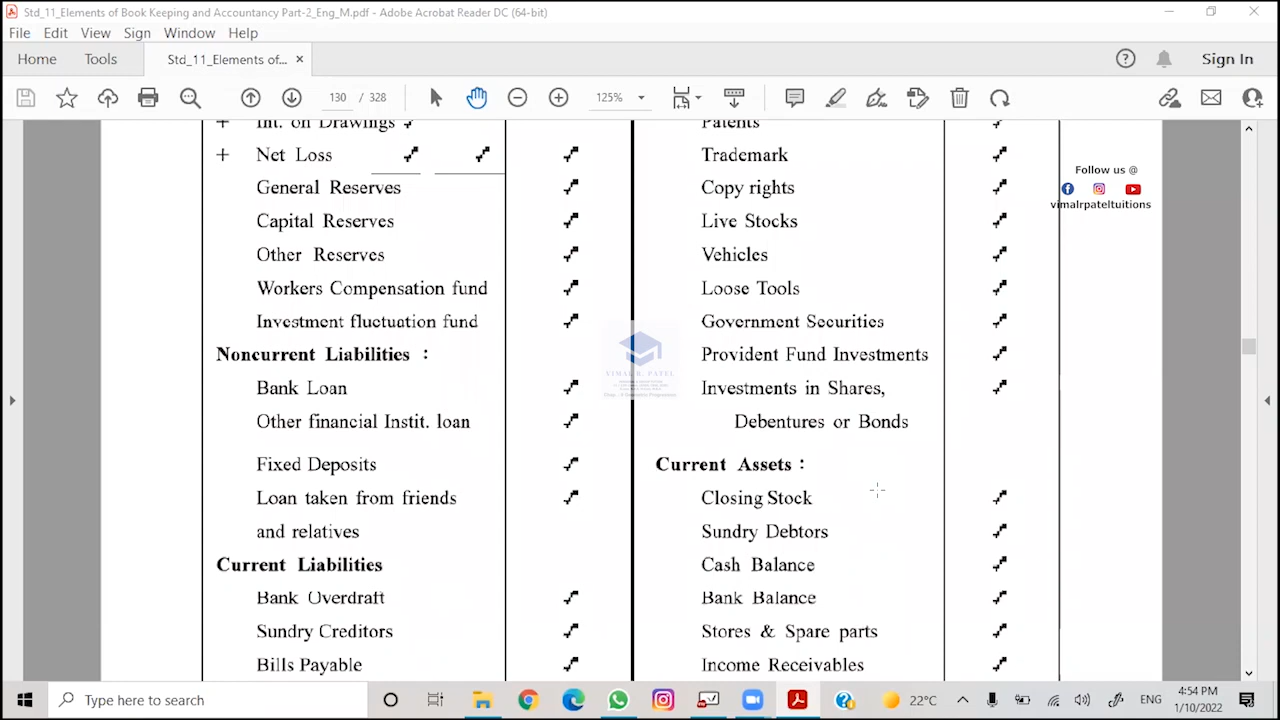 Std_11_Elements of Book Keeping and Accountancy Part-2_Eng_M.pdf - Adobe Acrobat Reader DC (64-bit)
File Edit View Sign Window Help
Home Tools Std_11_Elements of... × Sign In
130 / 328 125%
+ Int. on Drawings
+ Net Loss
General Reserves
Capital Reserves
Other Reserves
Workers Compensation fund
Investment fluctuation fund
Noncurrent Liabilities :
Bank Loan
Other financial Instit. loan
Fixed Deposits
Loan taken from friends
and relatives
Current Liabilities
Bank Overdraft
Sundry Creditors
Bills Payable
Patents
Trademark
Copy rights
Live Stocks
Vehicles
Loose Tools
Government Securities
Provident Fund Investments
Investments in Shares,
Debentures or Bonds
Current Assets :
Closing Stock
Sundry Debtors
Cash Balance
Bank Balance
Stores & Spare parts
Income Receivables
Follow us @
vimalrpateltuitions
VIMAL R. PATEL
Type here to search
22°C
ENG
4:54 PM
1/10/2022